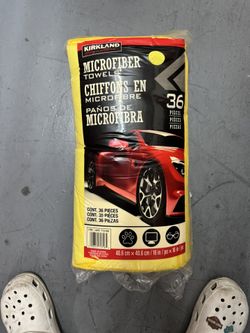 KIRKLAND
MICROFIBER
TOWELS
CHIFFONS EN
MICROFIBRE
PAÑOS DE
MICROFIBRA
36
PIECES
PIÈCES
PIEZAS
CONT. 36 PIECES
CONT. 36 PIÈCES
CONT. 36 PIEZAS